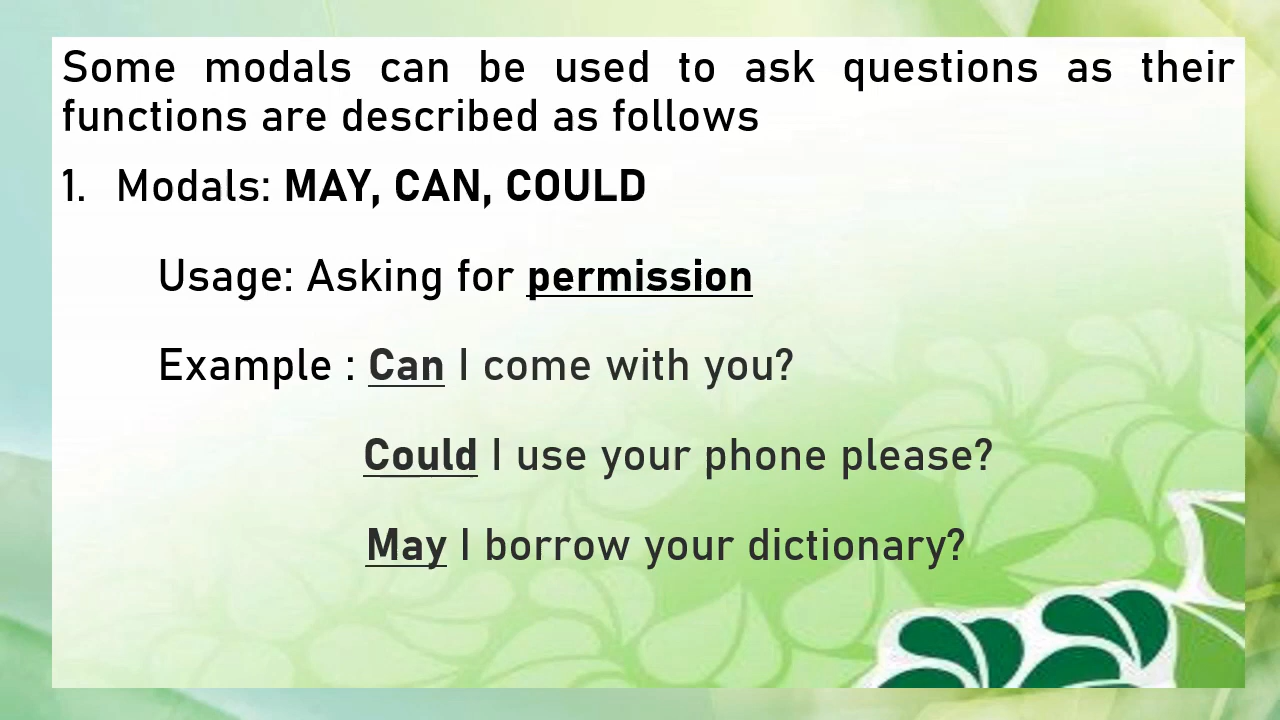 Some modals can be used to ask questions as their
functions are described as follows
1. Modals: MAY, CAN, COULD
Usage: Asking for permission
Example : Can I come with you?
Could I use your phone please?
May I borrow your dictionary?